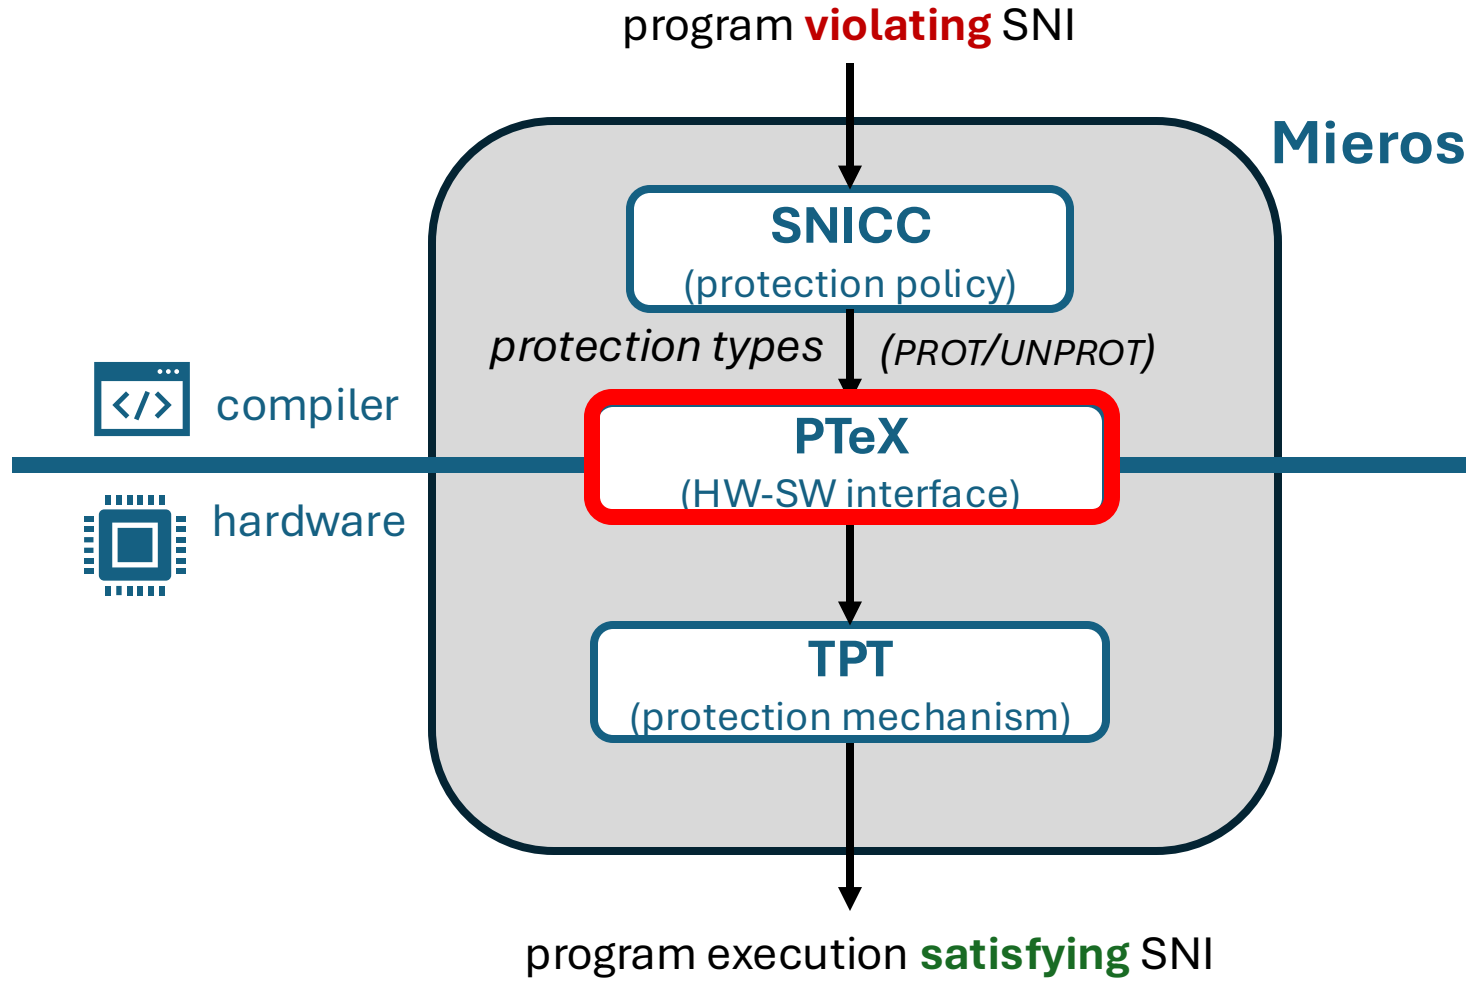 program violating SNI
Mieros
SNICC
(protection policy)
protection types (PROT/UNPROT)
</> compiler
PTeX
(HW-SW interface)
hardware
TPT
(protection mechanism)
program execution satisfying SNI